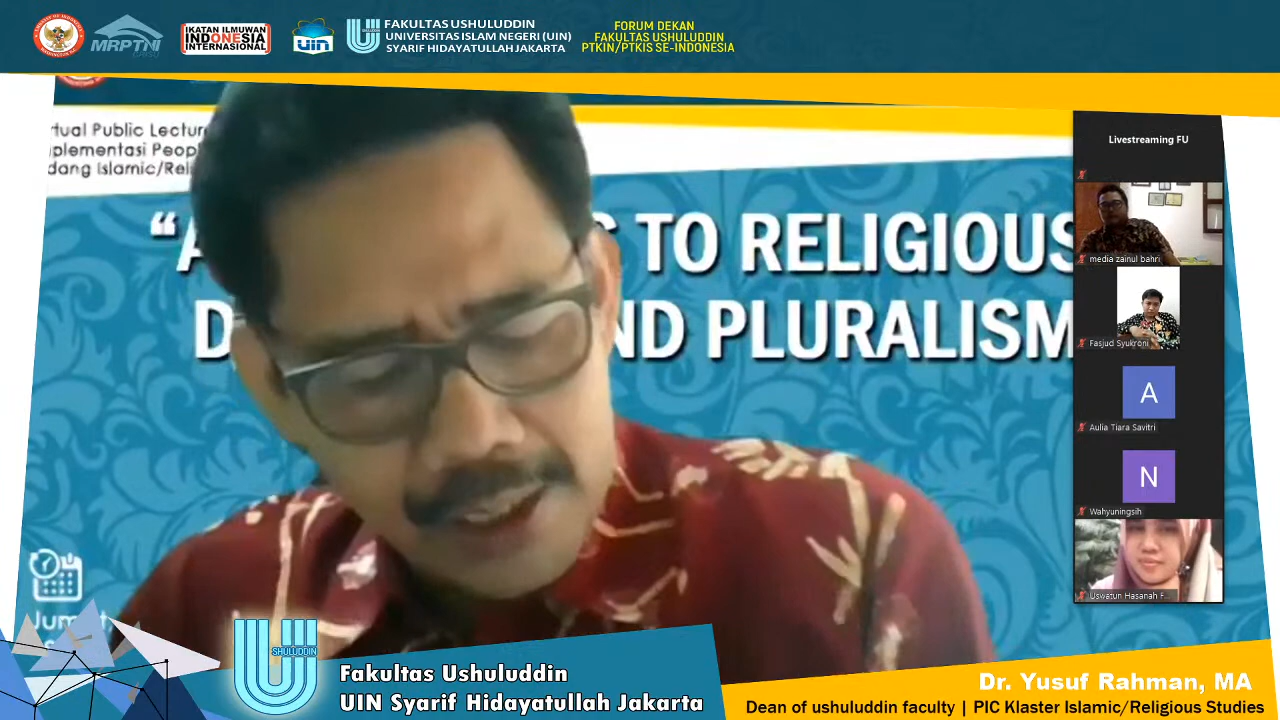 MRPTNI
IKATAN ILMUWAN
INDONESIA
INTERNASIONAL
uin
FAKULTAS USHULUDDIN
UNIVERSITAS ISLAM NEGERI (UIN)
SYARIF HIDAYATULLAH JAKARTA
FORUM DEKAN
FAKULTAS USHULUDDIN
PTKIN/PTKIS SE-INDONESIA
rtual Public Lectur
plementasi Peop
dang Islamic/Reli
“A S TO RELIGIOUS
D ND PLURALISM
Jum't
Livestreaming FU
media zainul bahri
Fasjud Syukroni
A
Aulia Tiara Savitri
N
Wahyuningsih
Uswatun Hasanah F...
USHULUDDIN
Fakultas Ushuluddin
UIN Syarif Hidayatullah Jakarta
Dr. Yusuf Rahman, MA
Dean of ushuluddin faculty | PIC Klaster Islamic/Religious Studies